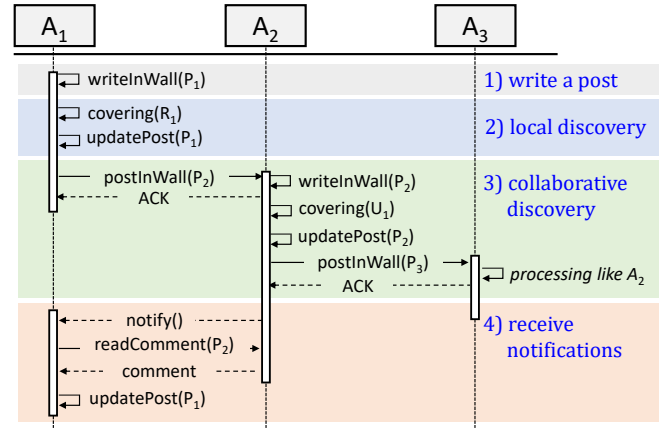 A₁ A₂ A₃
writeInWall(P₁) 1) write a post
covering(R₁)
updatePost(P₁) 2) local discovery
postInWall(P₂) writeInWall(P₂) 3) collaborative
ACK discovery
covering(U₁)
updatePost(P₂)
postInWall(P₃)
processing like A₂
ACK
notify() 4) receive
readComment(P₂) notifications
comment
updatePost(P₁)